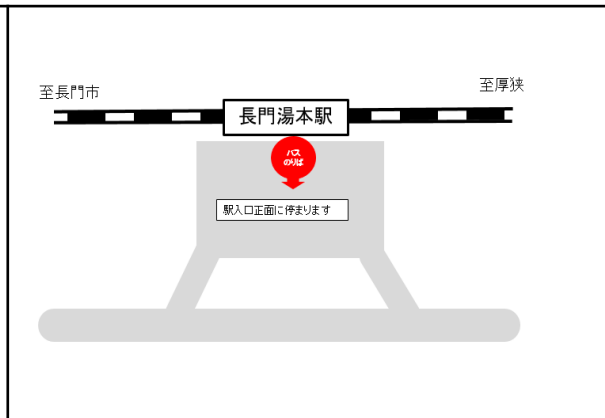 至長門市
至厚狭
長門湯本駅
バス
のりば
駅入口正面に停まります